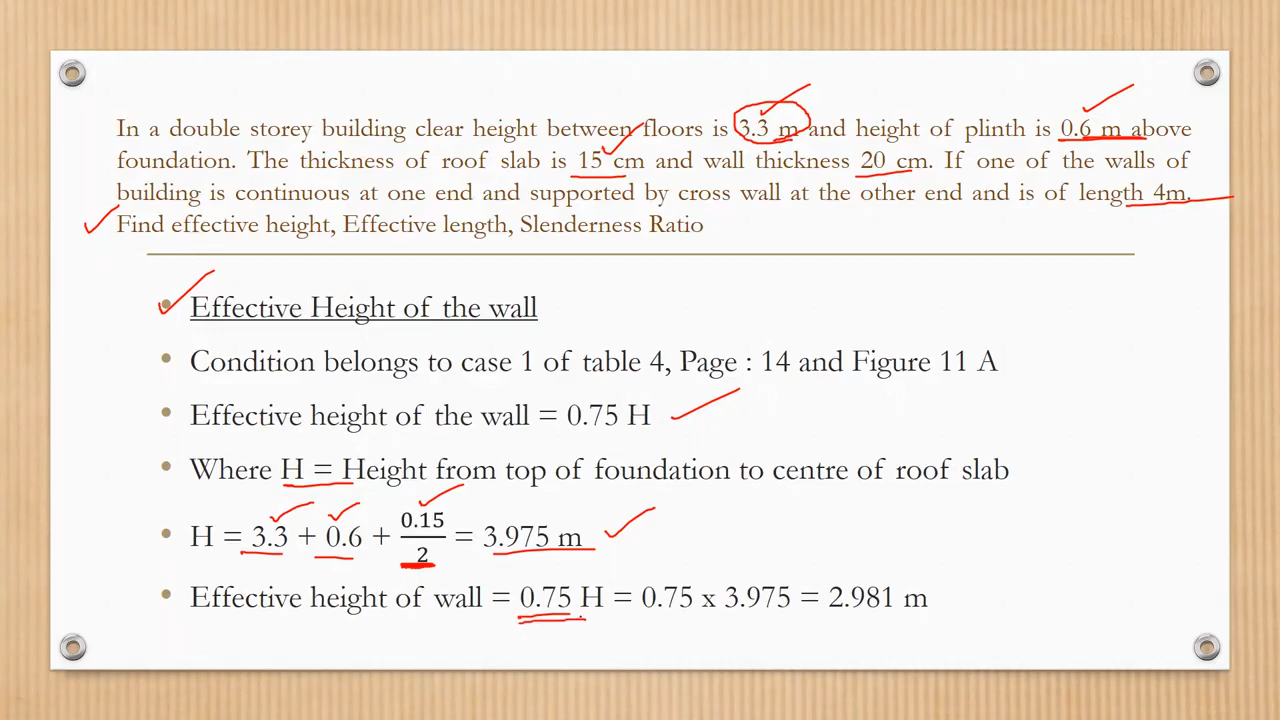 In a double storey building clear height between floors is 3.3 m and height of plinth is 0.6 m above
foundation. The thickness of roof slab is 15 cm and wall thickness 20 cm. If one of the walls of
building is continuous at one end and supported by cross wall at the other end and is of length 4m.
Find effective height, Effective length, Slenderness Ratio
• Effective Height of the wall
• Condition belongs to case 1 of table 4, Page : 14 and Figure 11 A
• Effective height of the wall = 0.75 H
• Where H = Height from top of foundation to centre of roof slab
• H = 3.3 + 0.6 + 0.15/2 = 3.975 m
• Effective height of wall = 0.75 H = 0.75 x 3.975 = 2.981 m